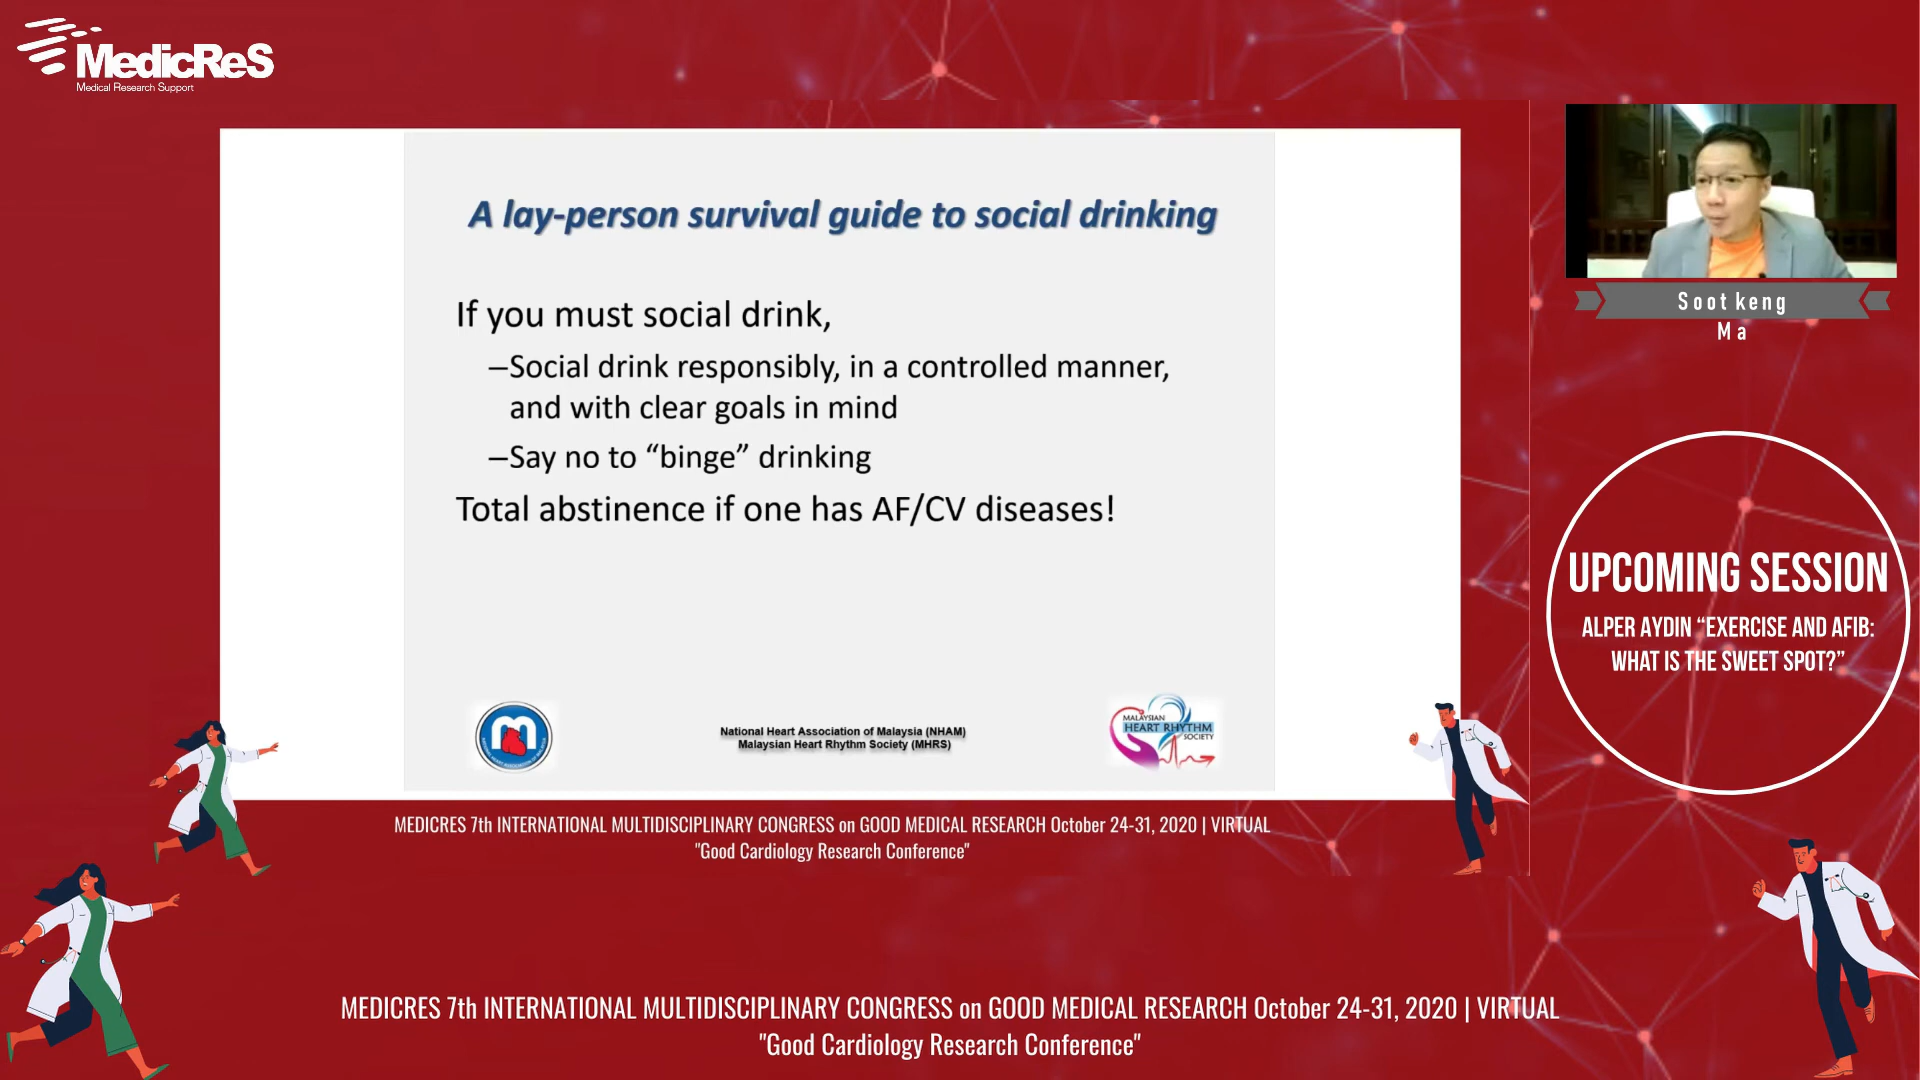 MedicReS
Medical Research Support
A lay-person survival guide to social drinking
If you must social drink,
–Social drink responsibly, in a controlled manner,
and with clear goals in mind
–Say no to “binge” drinking
Total abstinence if one has AF/CV diseases!
National Heart Association of Malaysia (NHAM)
Malaysian Heart Rhythm Society (MHRS)
MALAYSIAN
HEART RHYTHM
SOCIETY
MEDICRES 7th INTERNATIONAL MULTIDISCIPLINARY CONGRESS on GOOD MEDICAL RESEARCH October 24-31, 2020 | VIRTUAL
"Good Cardiology Research Conference"
Soot keng
Ma
UPCOMING SESSION
ALPER AYDIN “EXERCISE AND AFIB:
WHAT IS THE SWEET SPOT?”
MEDICRES 7th INTERNATIONAL MULTIDISCIPLINARY CONGRESS on GOOD MEDICAL RESEARCH October 24-31, 2020 | VIRTUAL
"Good Cardiology Research Conference"